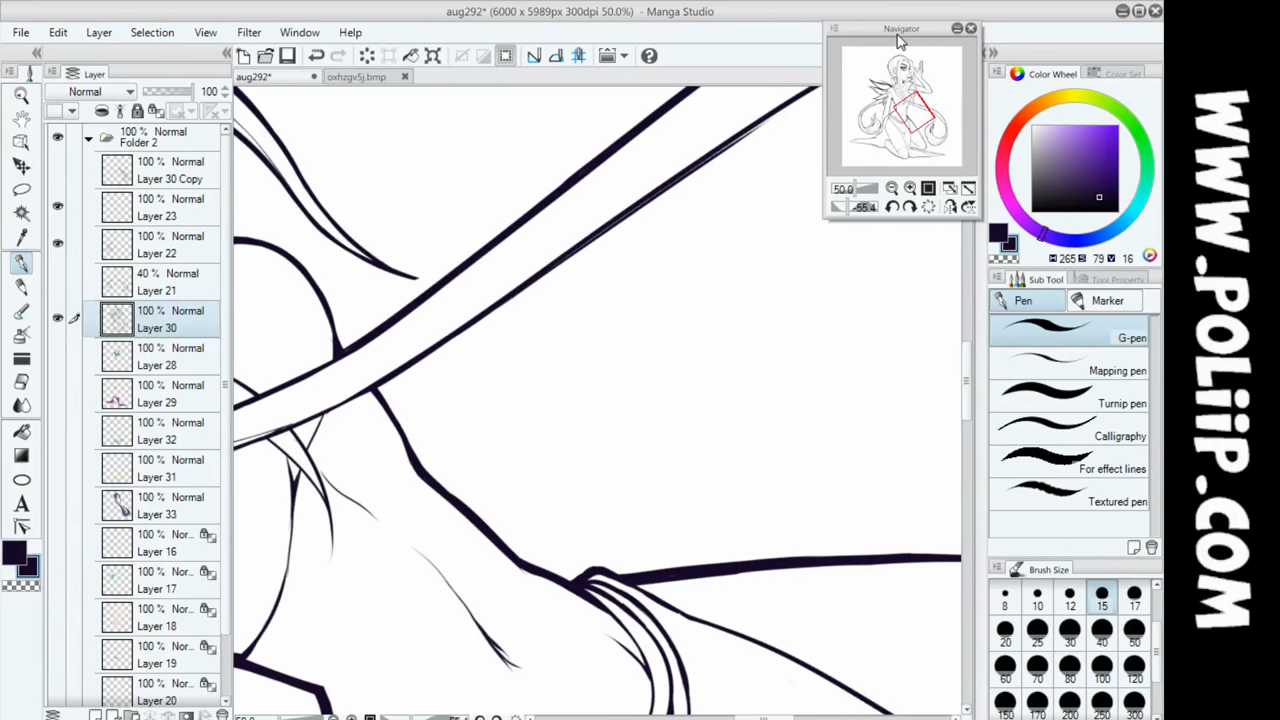 aug292* (6000 x 5989px 300dpi 50.0%) - Manga Studio
File Edit Layer Selection View Filter Window Help
Navigator
50.0
-55.4
Layer
aug292*
oxhzgv5j.bmp
Color Wheel
Color Set
Normal
100
100 % Normal
Folder 2
100 % Normal
Layer 30 Copy
100 % Normal
Layer 23
100 % Normal
Layer 22
40 % Normal
Layer 21
100 % Normal
Layer 30
100 % Normal
Layer 28
100 % Normal
Layer 29
100 % Normal
Layer 32
100 % Normal
Layer 31
100 % Normal
Layer 33
100 % Nor...
Layer 16
100 % Nor...
Layer 17
100 % Nor...
Layer 18
100 % Nor...
Layer 19
100 % Nor...
Layer 20
H 265 S 79 V 16
Sub Tool
Tool Property
Pen
Marker
G-pen
Mapping pen
Turnip pen
Calligraphy
For effect lines
Textured pen
Brush Size
8 10 12 15 17
20 25 30 40 50
60 70 80 100 120
150 170 200 250 300
50.0
-55.4
www.poliip.com